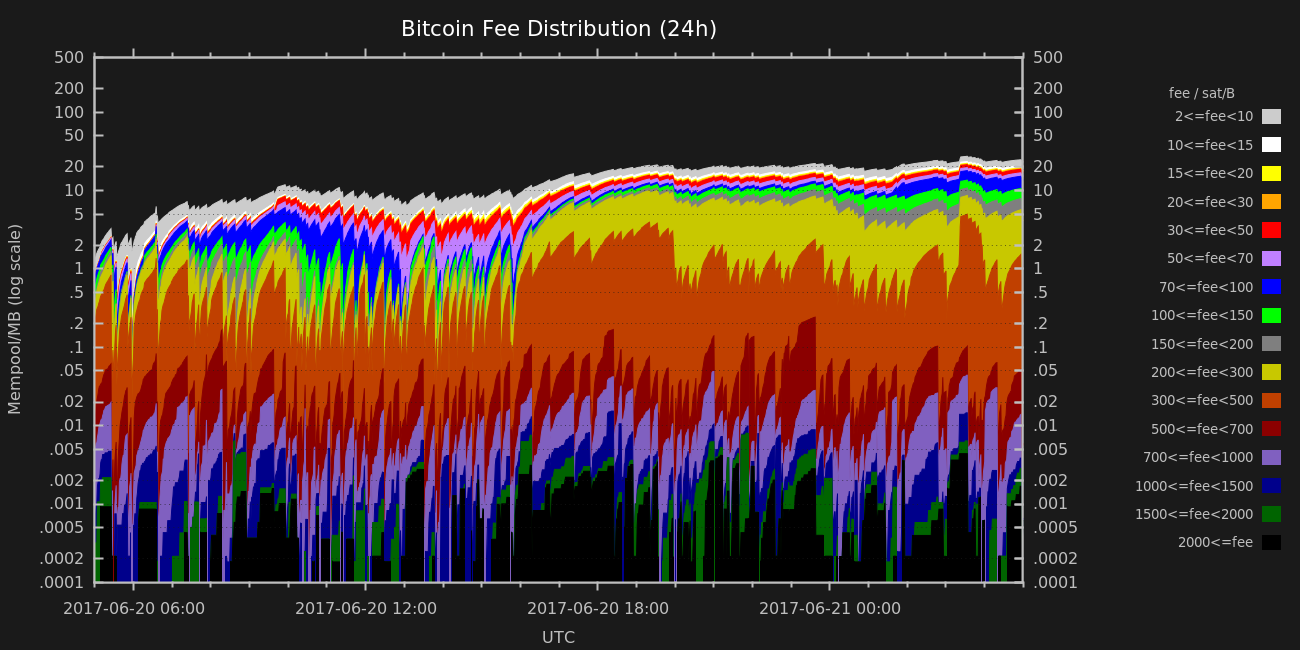 Bitcoin Fee Distribution (24h)
Mempool/MB (log scale)
500
200
100
50
20
10
5
2
1
.5
.2
.1
.05
.02
.01
.005
.002
.001
.0005
.0002
.0001
500
200
100
50
20
10
5
2
1
.5
.2
.1
.05
.02
.01
.005
.002
.001
.0005
.0002
.0001
fee / sat/B
2<=fee<10
10<=fee<15
15<=fee<20
20<=fee<30
30<=fee<50
50<=fee<70
70<=fee<100
100<=fee<150
150<=fee<200
200<=fee<300
300<=fee<500
500<=fee<700
700<=fee<1000
1000<=fee<1500
1500<=fee<2000
2000<=fee
2017-06-20 06:00 2017-06-20 12:00 2017-06-20 18:00 2017-06-21 00:00
UTC